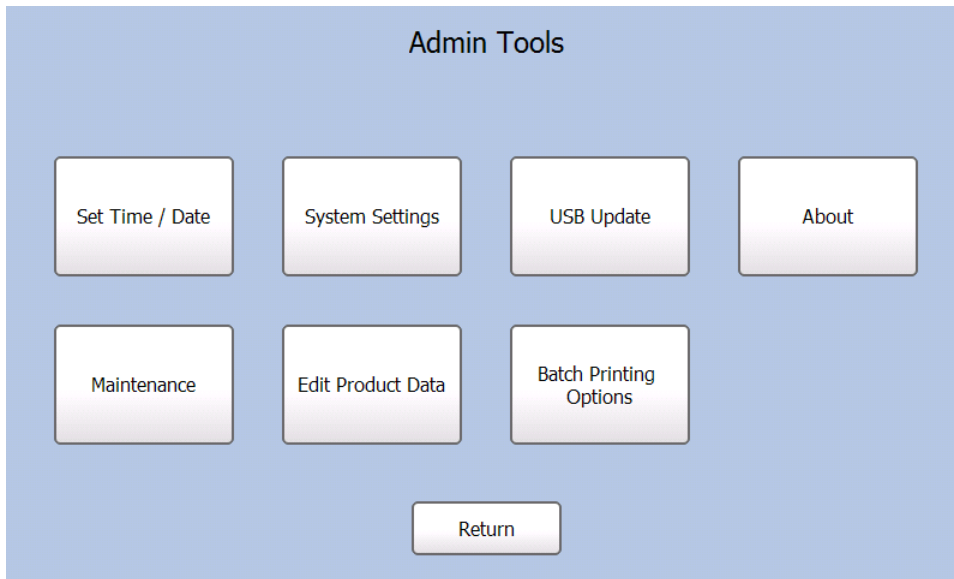 Admin Tools
Set Time / Date
System Settings
USB Update
About
Maintenance
Edit Product Data
Batch Printing
Options
Return